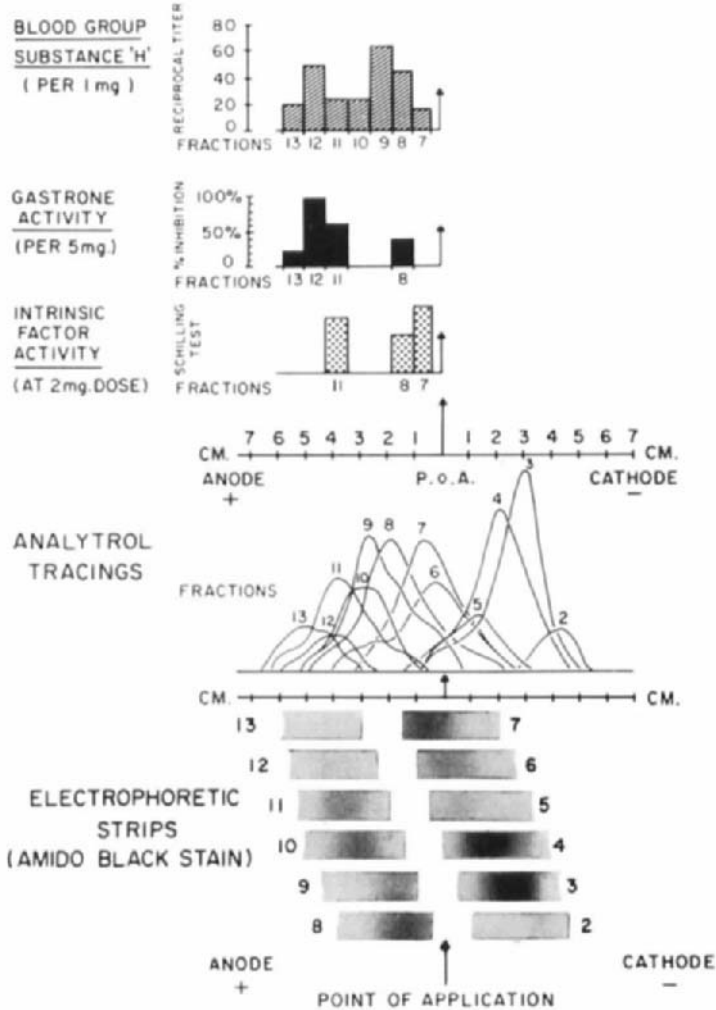 BLOOD GROUP
SUBSTANCE 'H'
( PER 1 mg )
RECIPROCAL TITER
80
60
40
20
0
FRACTIONS
13 12 11 10 9 8 7
GASTRONE
ACTIVITY
(PER 5mg.)
% INHIBITION
100%
50%
0
FRACTIONS
13 12 11 8
INTRINSIC
FACTOR
ACTIVITY
(AT 2mg. DOSE)
SCHILLING
TEST
FRACTIONS
11 8 7
7 6 5 4 3 2 1 1 2 3 4 5 6 7
CM. CM.
ANODE P.O.A. CATHODE
+ −
ANALYTROL
TRACINGS
FRACTIONS
13 12 11 10 9 8 7 6 5 4 3 2
CM. CM.
13 7
12 6
11 5
10 4
9 3
8 2
ELECTROPHORETIC
STRIPS
(AMIDO BLACK STAIN)
ANODE CATHODE
+ −
POINT OF APPLICATION